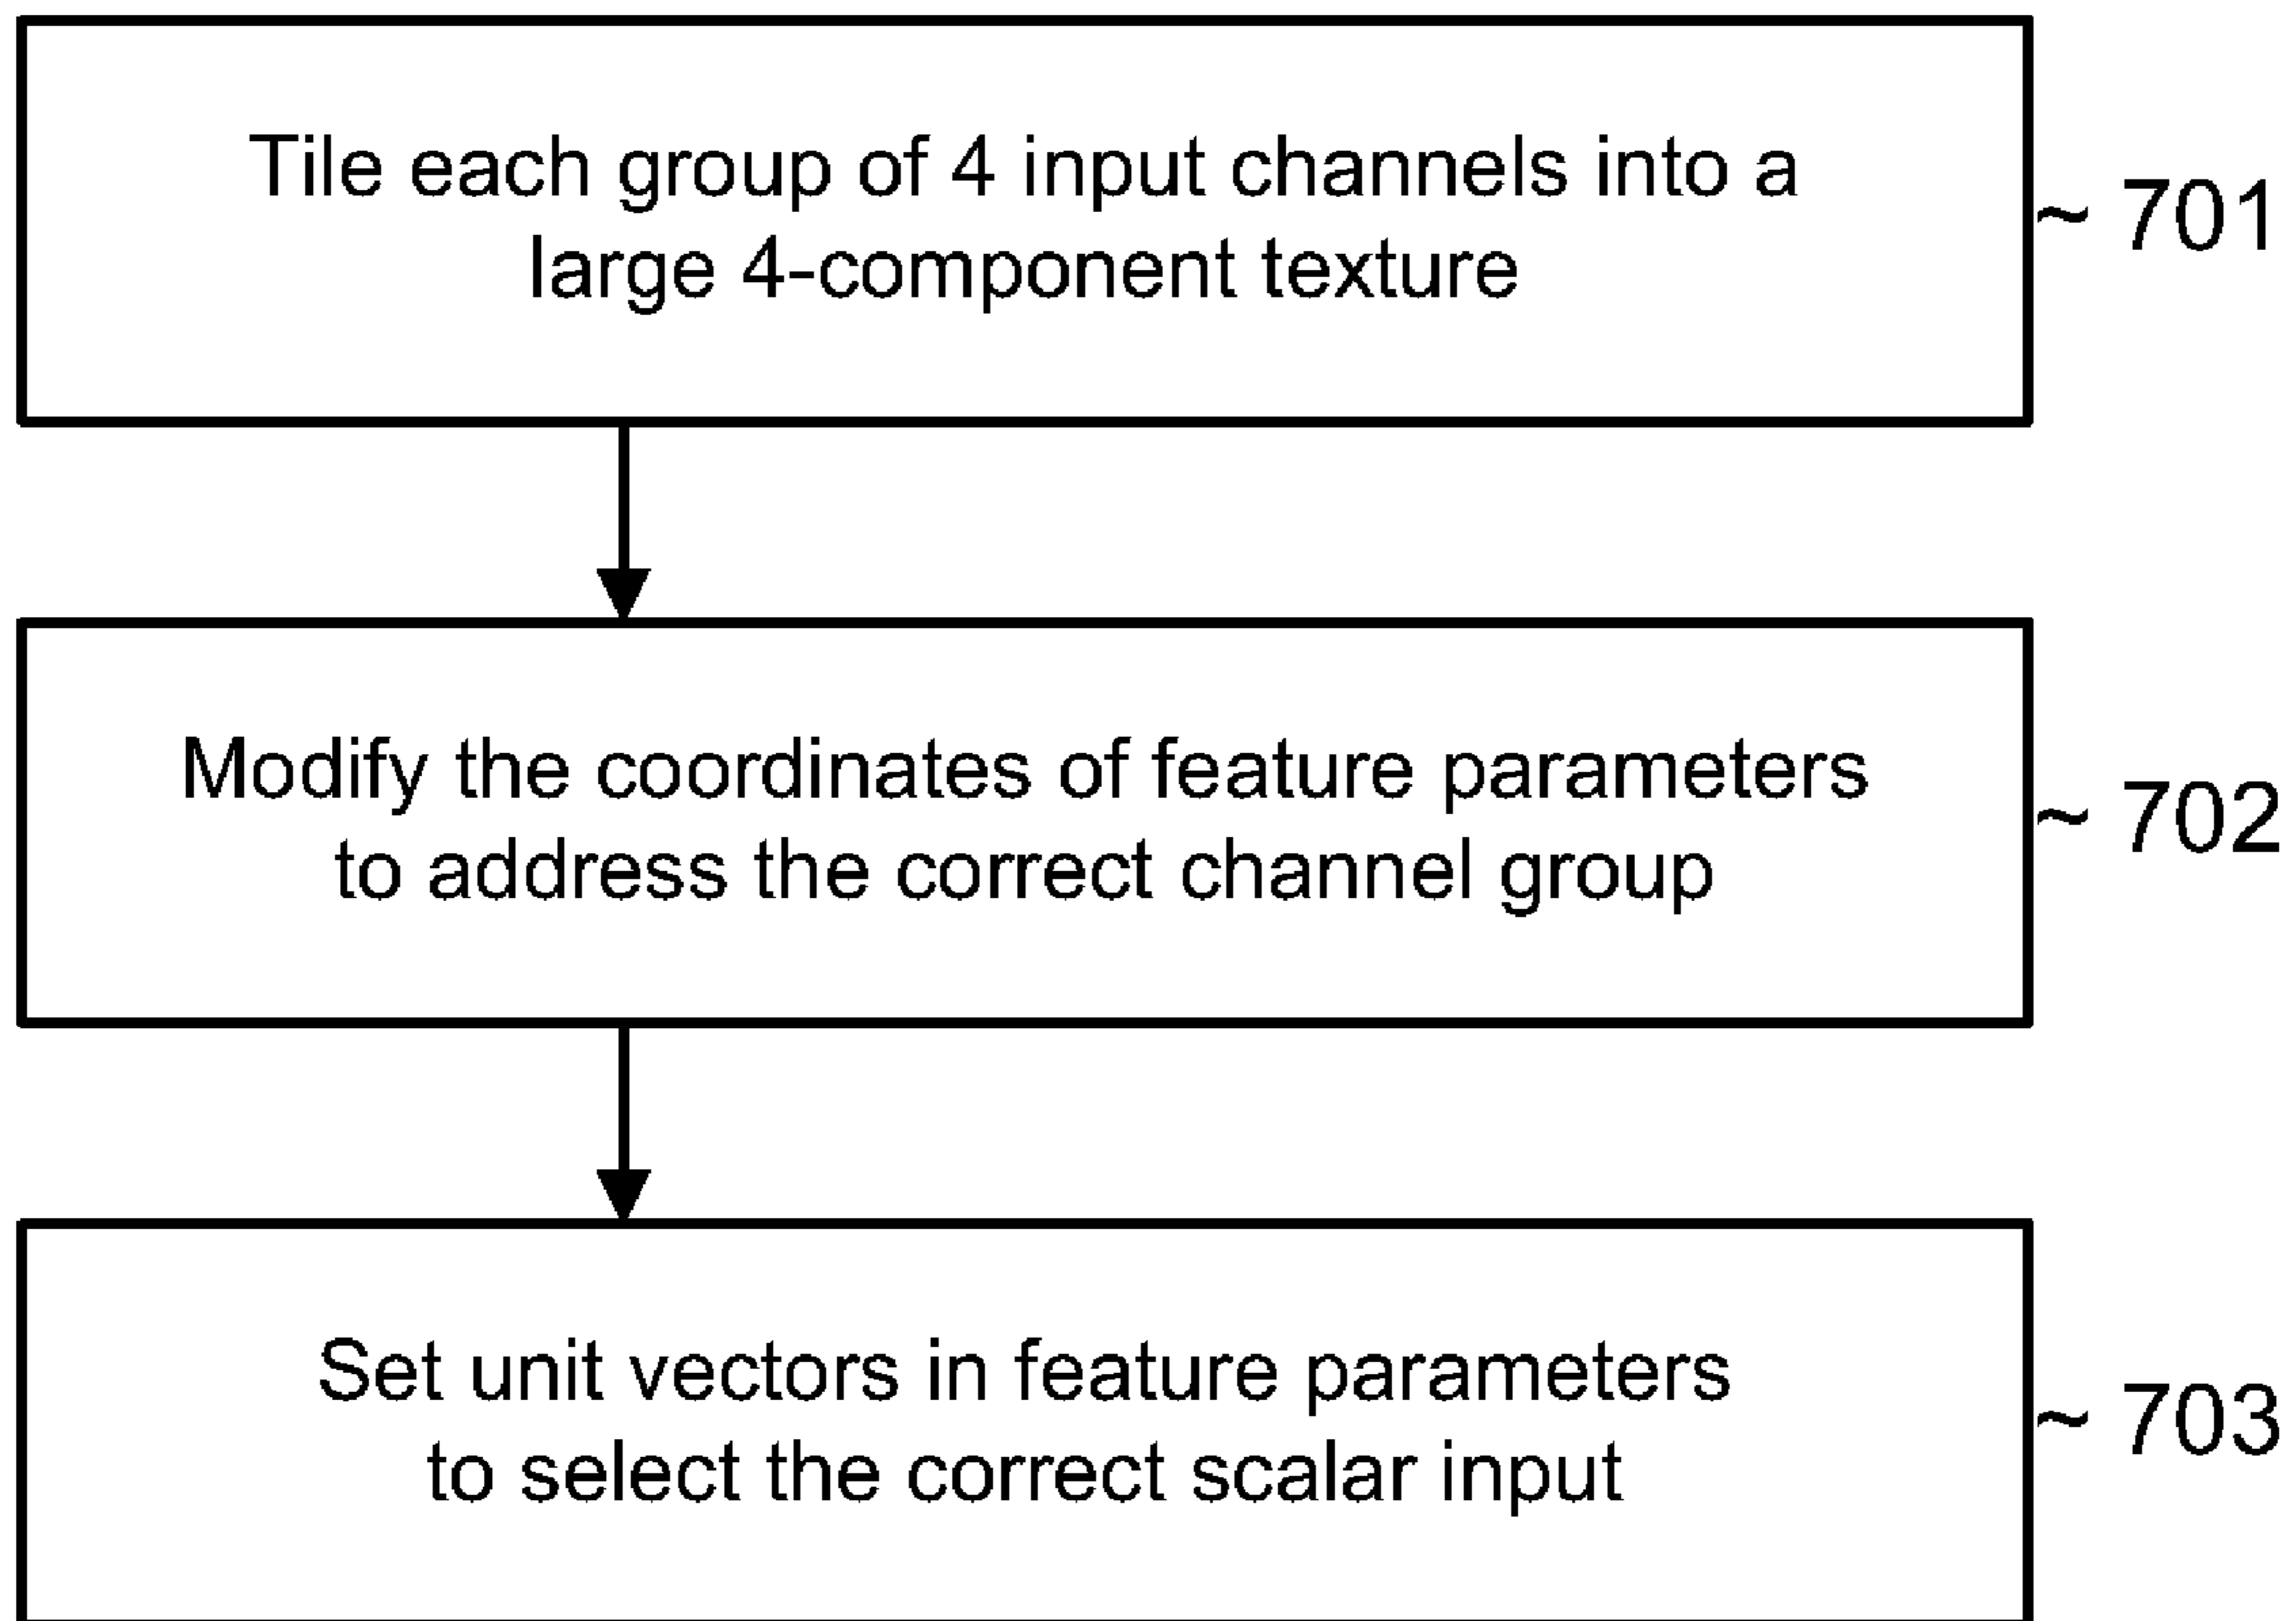 Tile each group of 4 input channels into a
large 4-component texture
~ 701
Modify the coordinates of feature parameters
to address the correct channel group
~ 702
Set unit vectors in feature parameters
to select the correct scalar input
~ 703